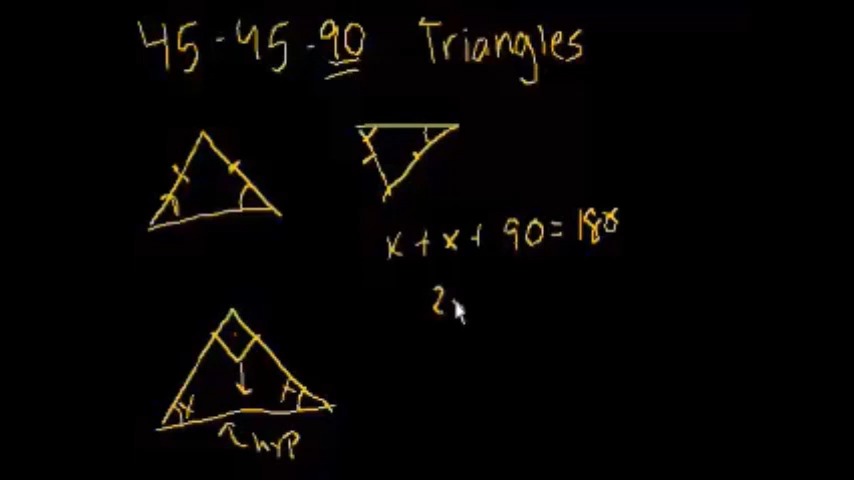 45-45-90 Triangles
x + x + 90 = 180
2
x
x
hyp